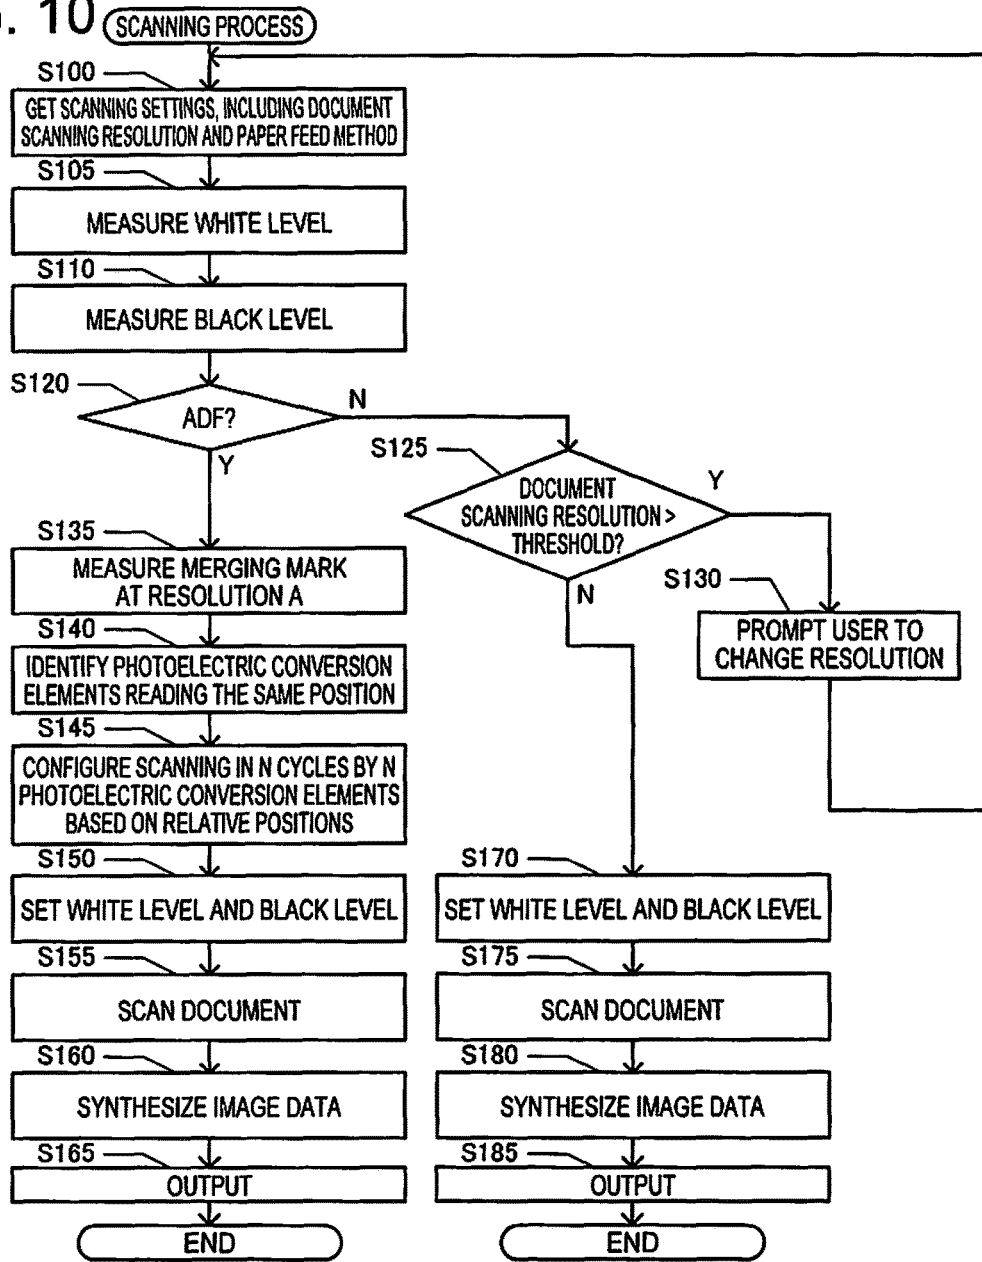 . 10
SCANNING PROCESS
S100
GET SCANNING SETTINGS, INCLUDING DOCUMENT
SCANNING RESOLUTION AND PAPER FEED METHOD
S105
MEASURE WHITE LEVEL
S110
MEASURE BLACK LEVEL
S120
ADF?
N
Y
S125
DOCUMENT
SCANNING RESOLUTION >
THRESHOLD?
Y
N
S130
PROMPT USER TO
CHANGE RESOLUTION
S135
MEASURE MERGING MARK
AT RESOLUTION A
S140
IDENTIFY PHOTOELECTRIC CONVERSION
ELEMENTS READING THE SAME POSITION
S145
CONFIGURE SCANNING IN N CYCLES BY N
PHOTOELECTRIC CONVERSION ELEMENTS
BASED ON RELATIVE POSITIONS
S150
SET WHITE LEVEL AND BLACK LEVEL
S155
SCAN DOCUMENT
S160
SYNTHESIZE IMAGE DATA
S165
OUTPUT
END
S170
SET WHITE LEVEL AND BLACK LEVEL
S175
SCAN DOCUMENT
S180
SYNTHESIZE IMAGE DATA
S185
OUTPUT
END